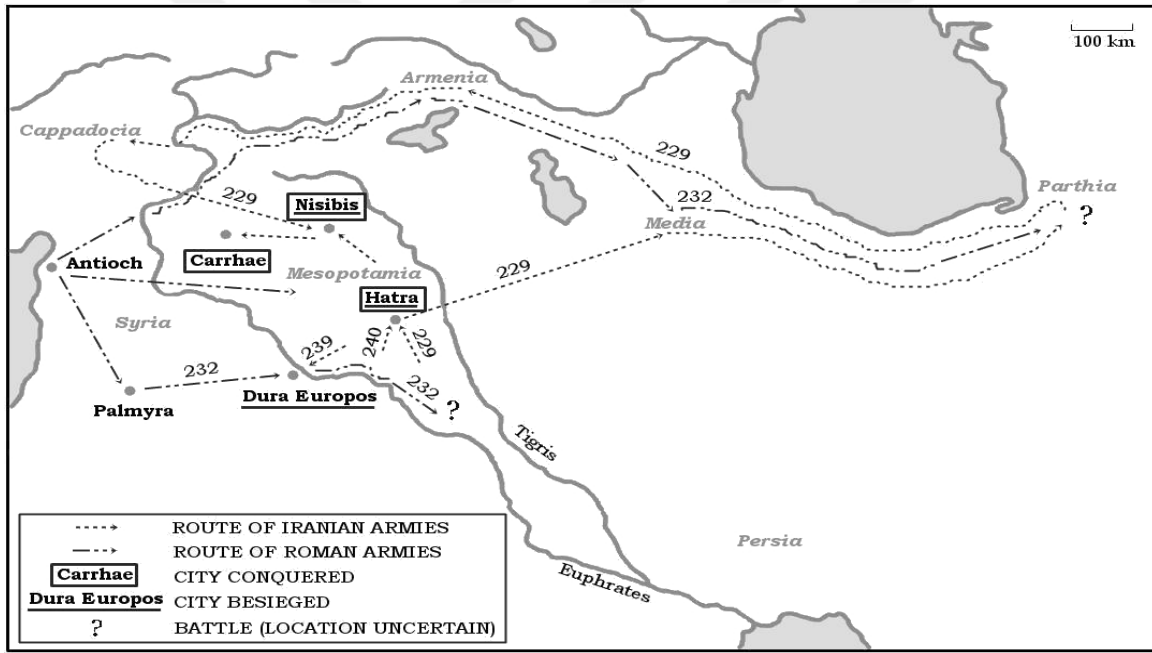 100 km
Armenia
Cappadocia
229
229
Parthia
?
Nisibis
232
Media
Carrhae
Antioch
Mesopotamia
229
Hatra
Syria
239
240
229
232
Dura Europos
232
?
Palmyra
Tigris
Persia
Euphrates
ROUTE OF IRANIAN ARMIES
ROUTE OF ROMAN ARMIES
Carrhae CITY CONQUERED
Dura Europos CITY BESIEGED
? BATTLE (LOCATION UNCERTAIN)